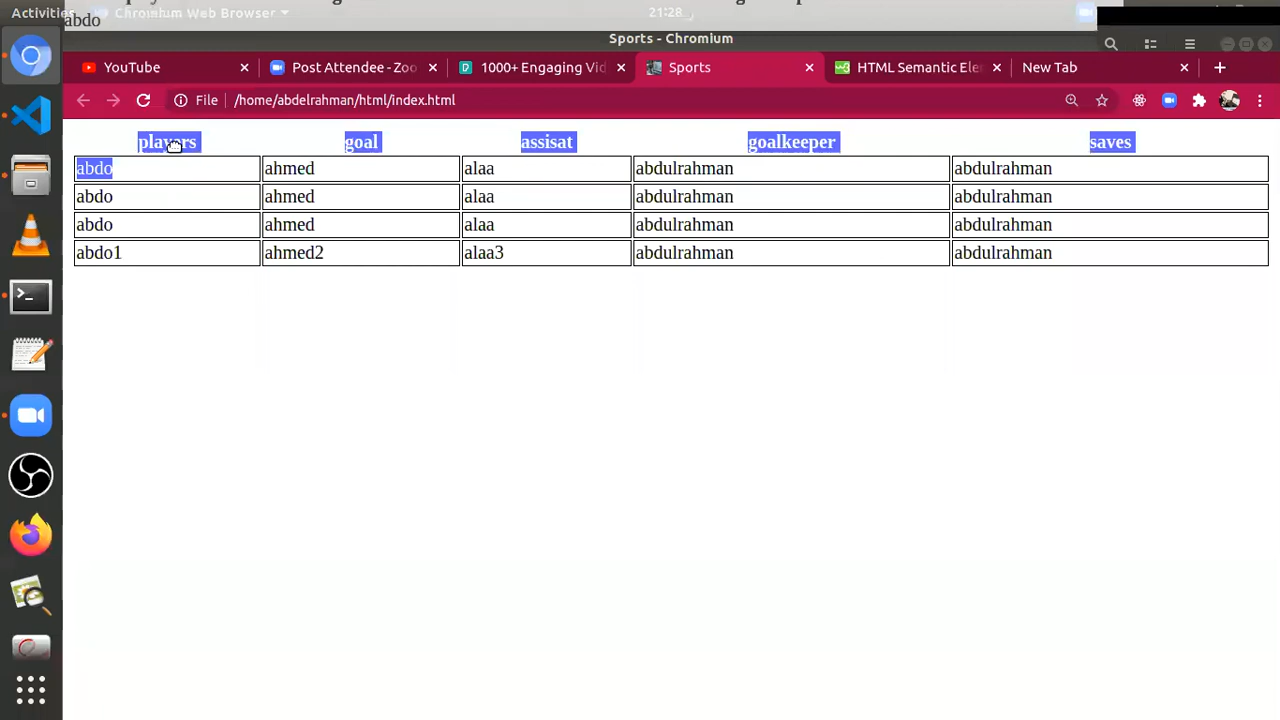 Activities Chromium Web Browser 21:28
abdo
Sports - Chromium
YouTube Post Attendee - Zoo 1000+ Engaging Vid Sports HTML Semantic Ele New Tab
File /home/abdelrahman/html/index.html
players goal assisat goalkeeper saves
abdo ahmed alaa abdulrahman abdulrahman
abdo ahmed alaa abdulrahman abdulrahman
abdo ahmed alaa abdulrahman abdulrahman
abdo1 ahmed2 alaa3 abdulrahman abdulrahman